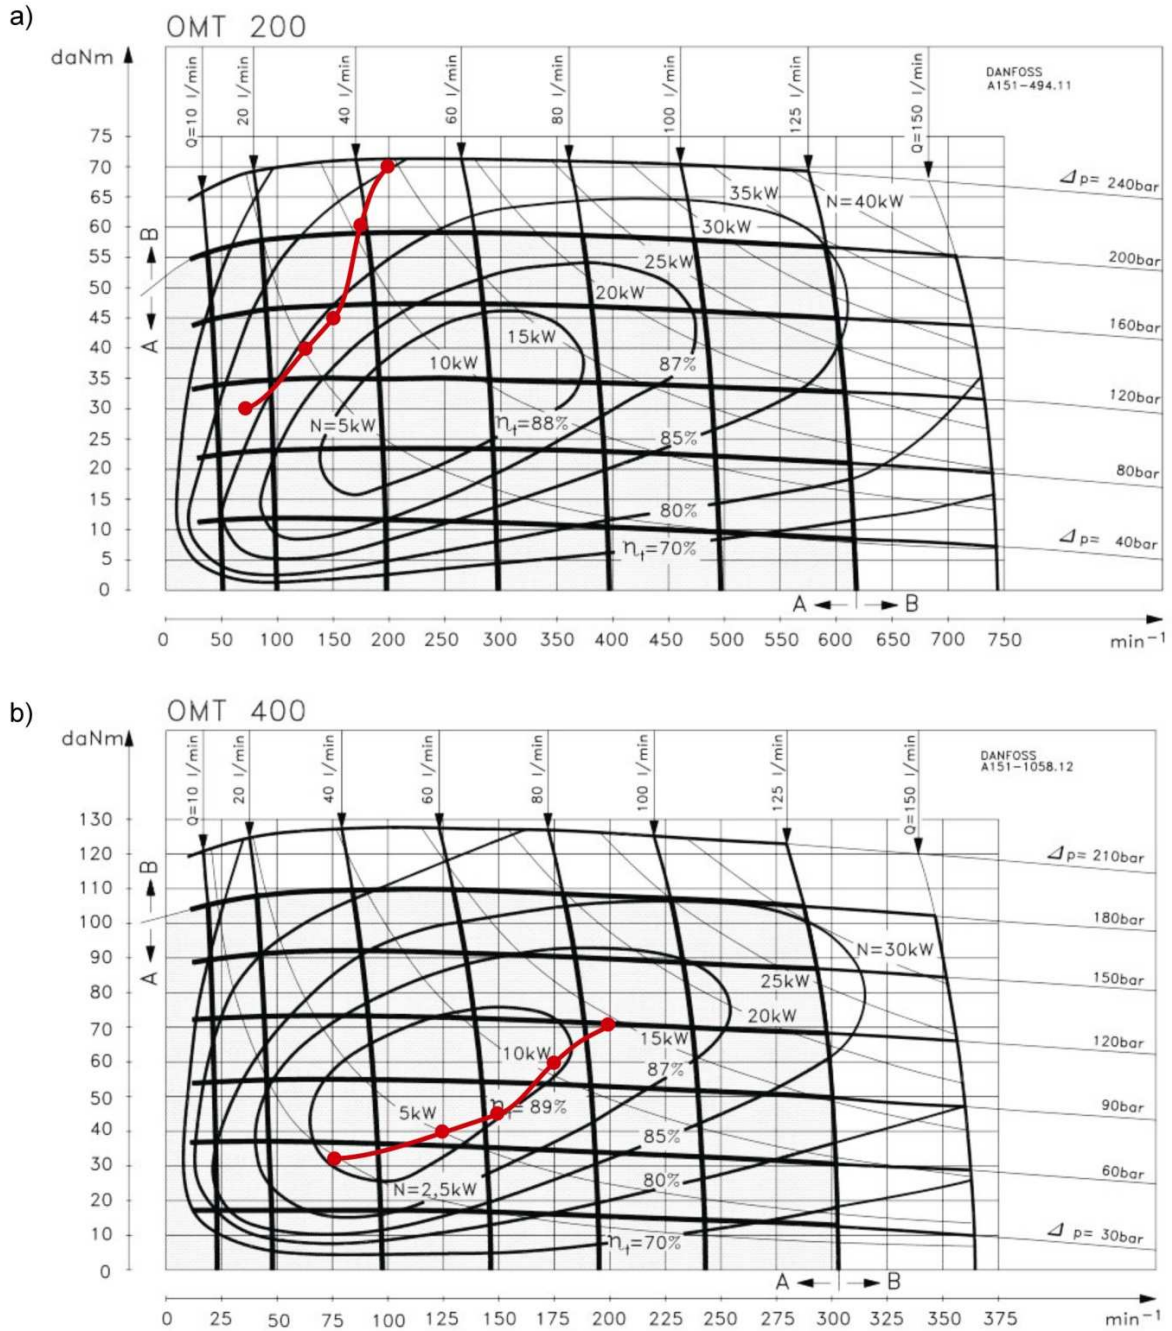 a)
OMT 200
daNm
Q=10 l/min
20 l/min
40 l/min
60 l/min
80 l/min
100 l/min
125 l/min
Q=150 l/min
DANFOSS
A151-494.11
75
70
65
60
55
50
45
40
35
30
25
20
15
10
5
0
B
A
35kW
N=40kW
30kW
25kW
20kW
15kW
10kW
N=5kW
87%
ηt=88%
85%
80%
ηt=70%
Δ p= 240bar
200bar
160bar
120bar
80bar
Δ p= 40bar
A B
0 50 100 150 200 250 300 350 400 450 500 550 600 650 700 750 min⁻¹
b)
OMT 400
daNm
Q=10 l/min
20 l/min
40 l/min
60 l/min
80 l/min
100 l/min
125 l/min
Q=150 l/min
DANFOSS
A151-1058.12
130
120
110
100
90
80
70
60
50
40
30
20
10
0
B
A
N=30kW
25kW
20kW
15kW
10kW
5kW
N=2,5kW
87%
= 89%
85%
80%
ηt=70%
Δ p= 210bar
180bar
150bar
120bar
90bar
60bar
Δ p= 30bar
A B
0 25 50 75 100 125 150 175 200 225 250 275 300 325 350 375 min⁻¹